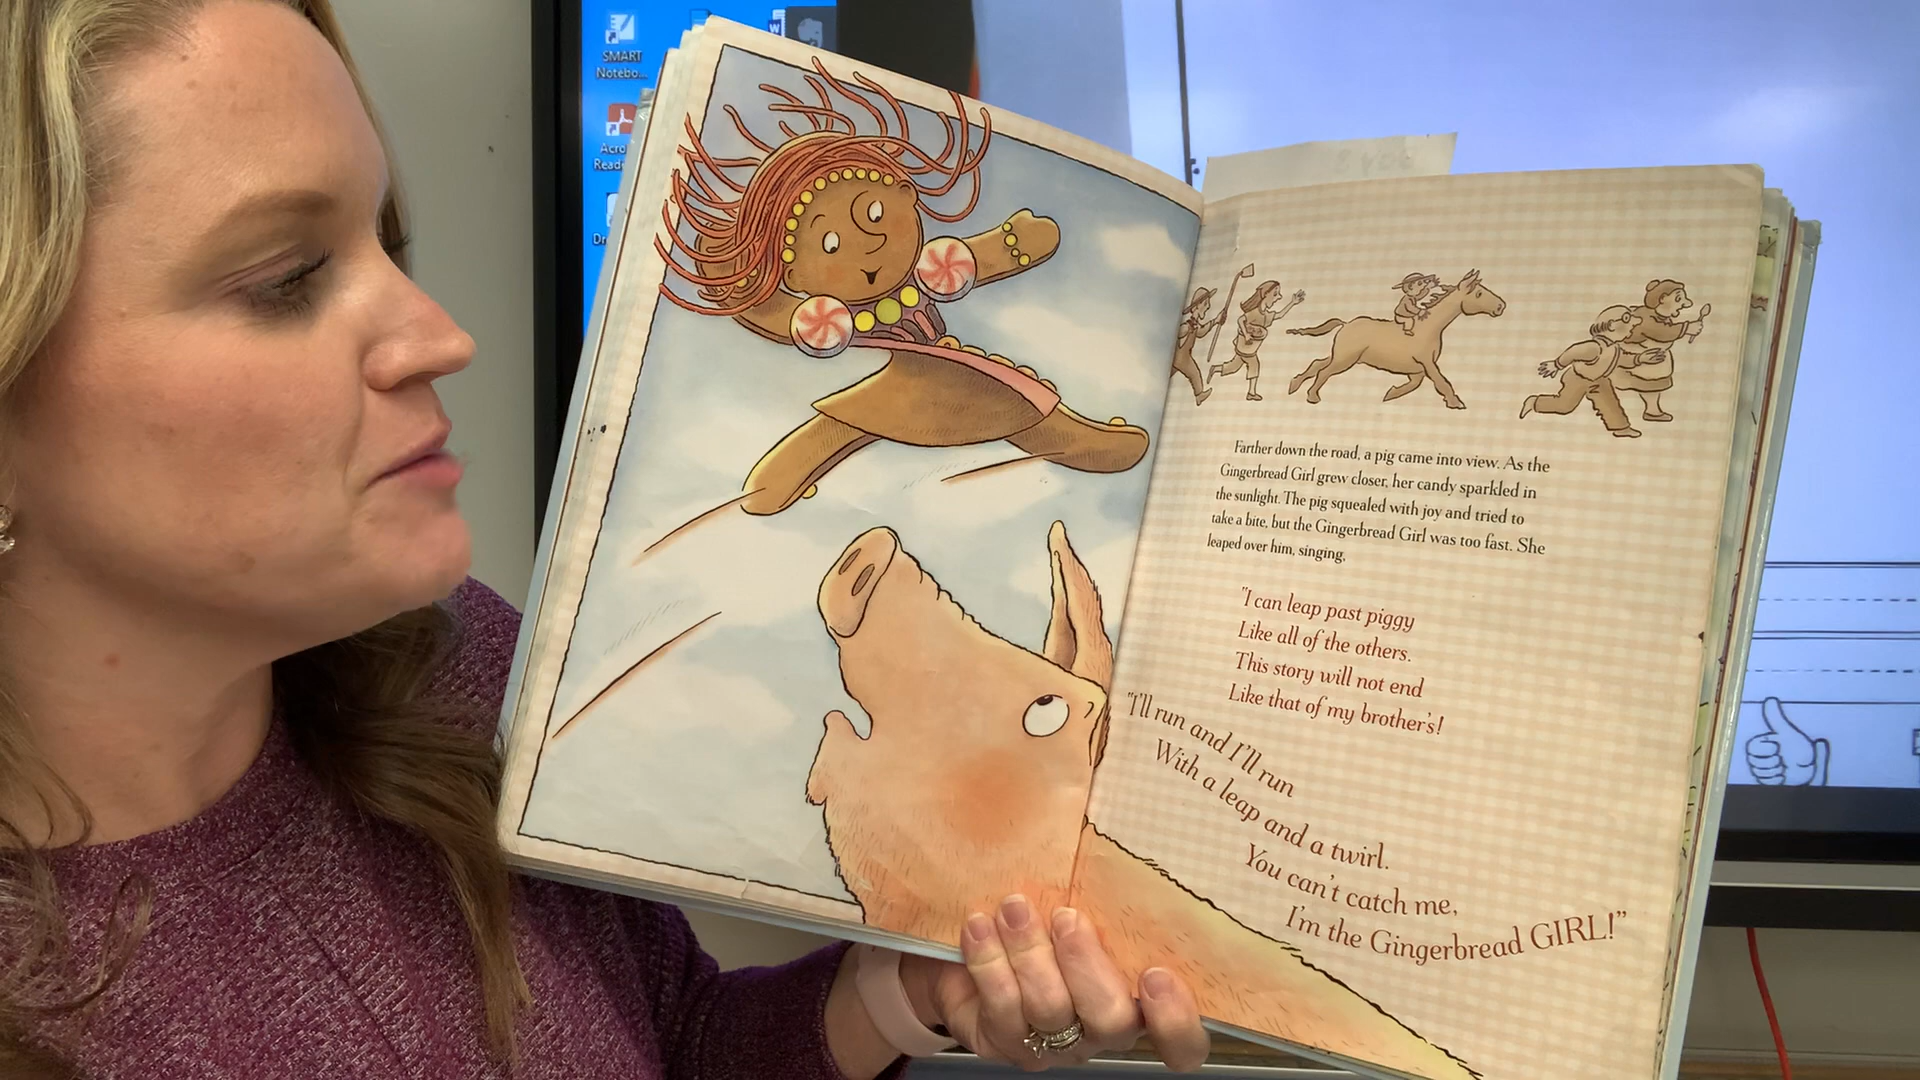 SMART
Notebo...
Farther down the road, a pig came into view. As the
Gingerbread Girl grew closer, her candy sparkled in
the sunlight. The pig squealed with joy and tried to
take a bite, but the Gingerbread Girl was too fast. She
leaped over him, singing,
"I can leap past piggy
Like all of the others.
This story will not end
Like that of my brother's!
"I'll run and I'll run
With a leap and a twirl.
You can't catch me,
I'm the Gingerbread GIRL!"